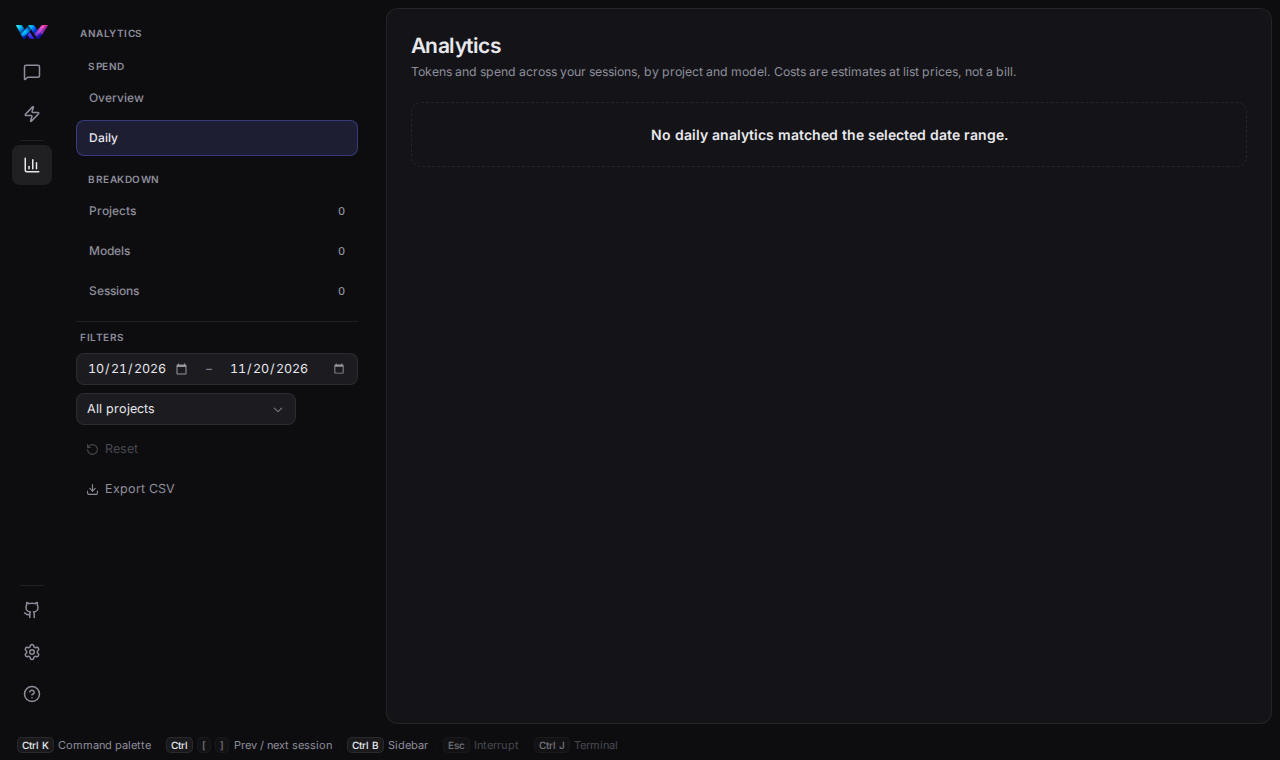 ANALYTICS
SPEND
Overview
Daily
BREAKDOWN
Projects 0
Models 0
Sessions 0
FILTERS
10/21/2026 – 11/20/2026
All projects
Reset
Export CSV
Analytics
Tokens and spend across your sessions, by project and model. Costs are estimates at list prices, not a bill.
No daily analytics matched the selected date range.
Ctrl K Command palette Ctrl [ ] Prev / next session Ctrl B Sidebar Esc Interrupt Ctrl J Terminal